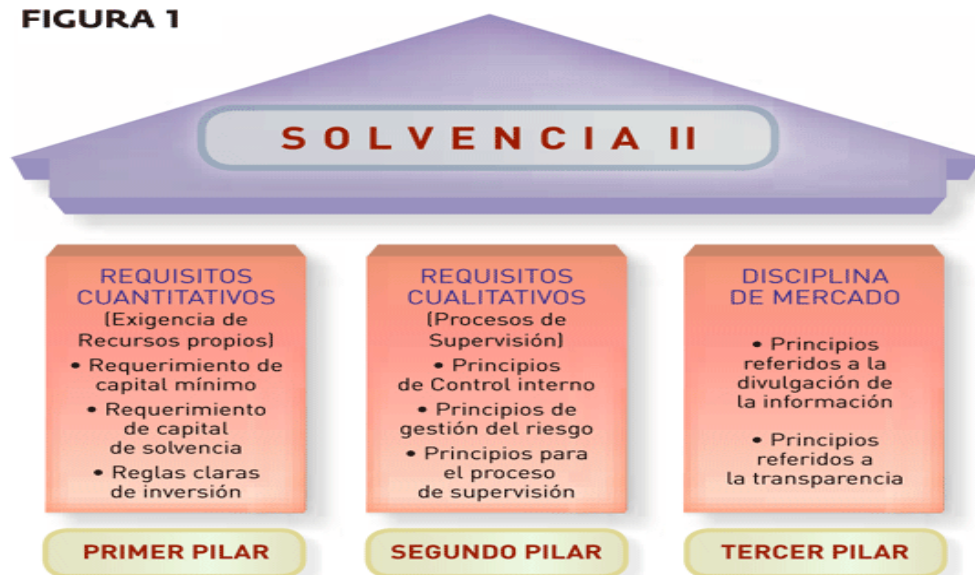 FIGURA 1
SOLVENCIA II
REQUISITOS
CUANTITATIVOS
(Exigencia de
Recursos propios)
• Requerimiento de
capital mínimo
• Requerimiento
de capital
de solvencia
• Reglas claras
de inversión
PRIMER PILAR
REQUISITOS
CUALITATIVOS
(Procesos de
Supervisión)
• Principios
de Control interno
• Principios de
gestión del riesgo
• Principios para
el proceso
de supervisión
SEGUNDO PILAR
DISCIPLINA
DE MERCADO
• Principios
referidos a la
divulgación de
la información
• Principios
referidos a
la transparencia
TERCER PILAR